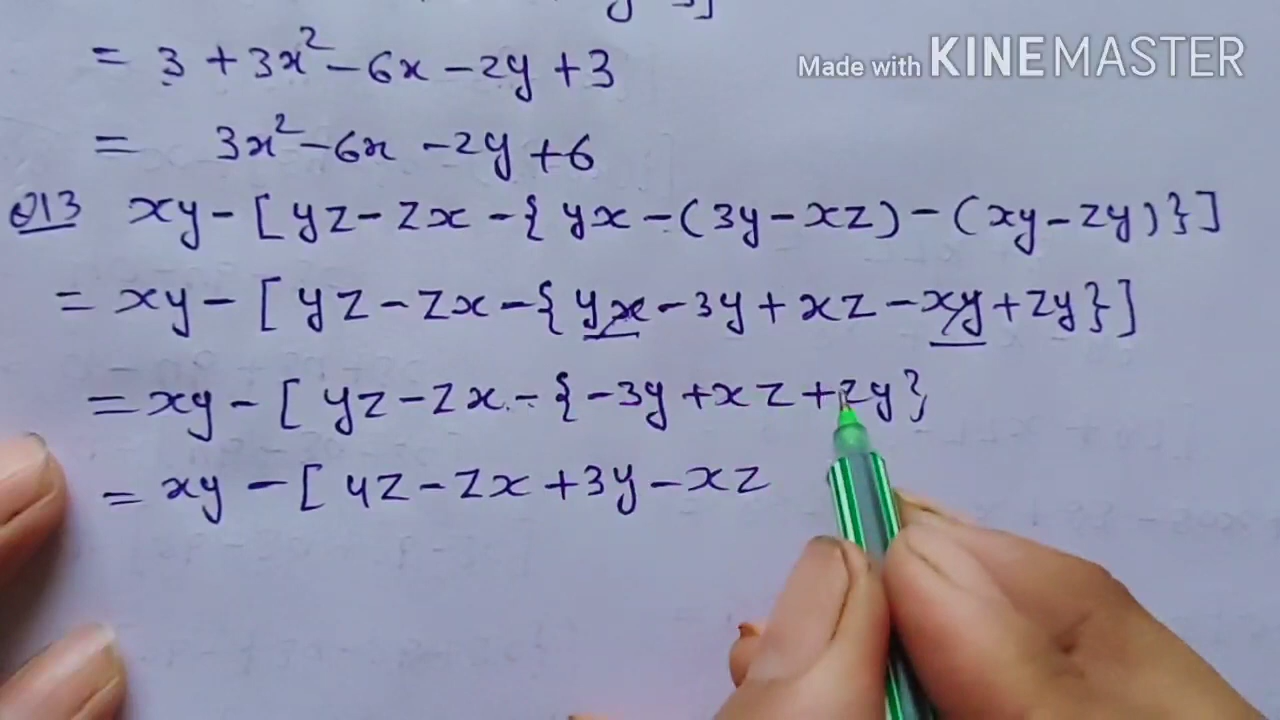 = 3 + 3x² - 6x - 2y + 3
Made with KINEMASTER
= 3x² - 6x - 2y + 6
Q13 xy - [yz - zx - {yx - (3y - xz) - (xy - zy)}]
= xy - [yz - zx - {yx - 3y + xz - xy + zy}]
= xy - [yz - zx - {-3y + xz + zy}
= xy - [yz - zx + 3y - xz